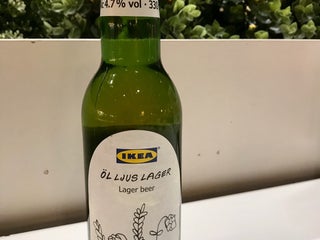 4.7% vol · 330
IKEA
ÖL LJUS LAGER
Lager beer